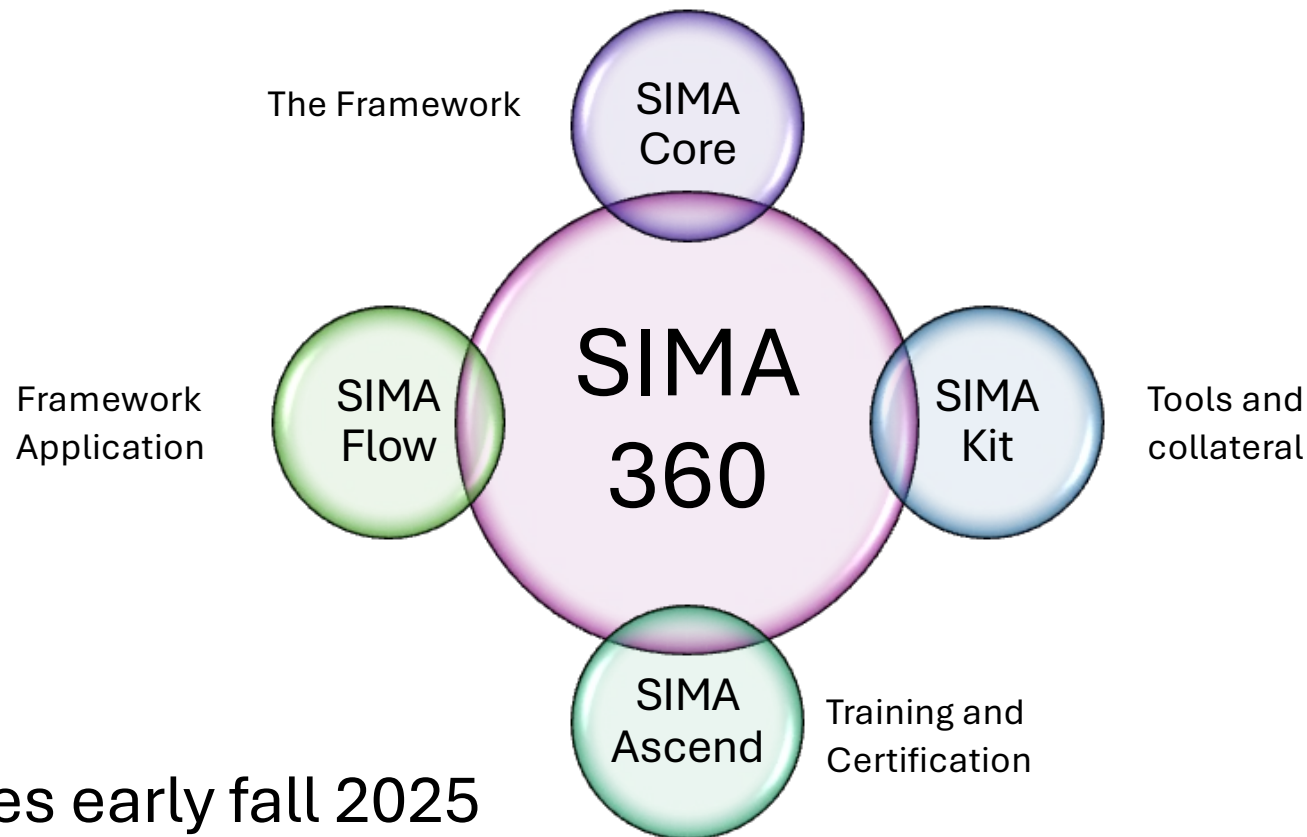 The Framework
SIMA
Core
SIMA
360
Framework
Application
SIMA
Flow
SIMA
Kit
Tools and
collateral
SIMA
Ascend
Training and
Certification
early fall 2025